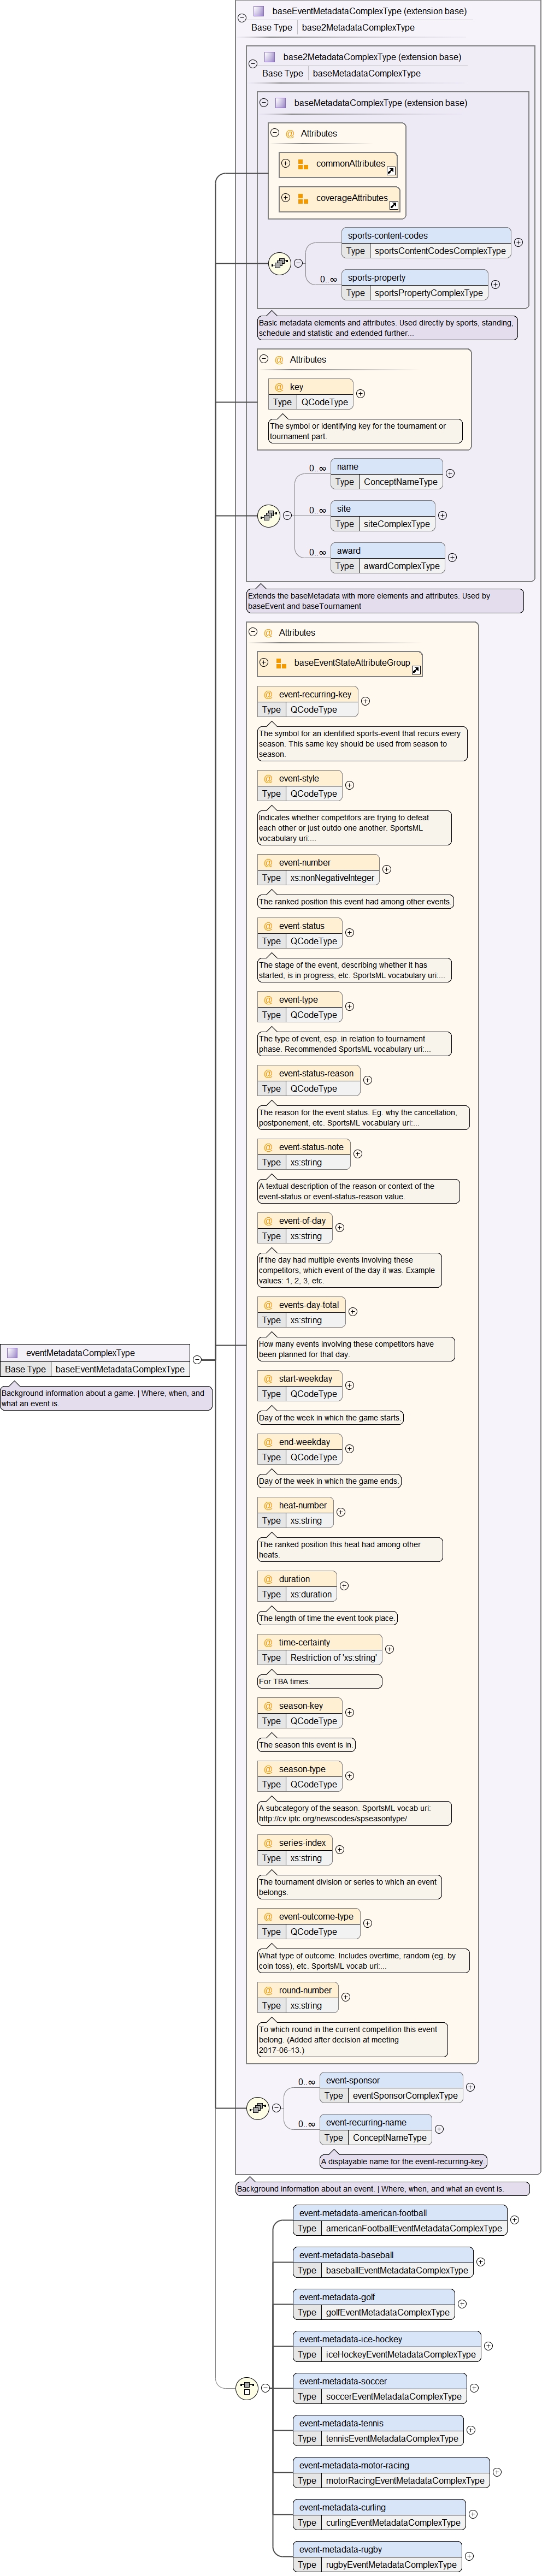 baseEventMetadataComplexType (extension base)
Base Type base2MetadataComplexType
base2MetadataComplexType (extension base)
Base Type baseMetadataComplexType
baseMetadataComplexType (extension base)
@ Attributes
commonAttributes
coverageAttributes
sports-content-codes
Type sportsContentCodesComplexType
0..∞ sports-property
Type sportsPropertyComplexType
Basic metadata elements and attributes. Used directly by sports, standing,
schedule and statistic and extended further...
@ Attributes
@ key
Type QCodeType
The symbol or identifying key for the tournament or
tournament part.
0..∞ name
Type ConceptNameType
0..∞ site
Type siteComplexType
0..∞ award
Type awardComplexType
Extends the baseMetadata with more elements and attributes. Used by
baseEvent and baseTournament
@ Attributes
baseEventStateAttributeGroup
@ event-recurring-key
Type QCodeType
The symbol for an identified sports-event that recurs every
season. This same key should be used from season to
season.
@ event-style
Type QCodeType
Indicates whether competitors are trying to defeat
each other or just outdo one another. SportsML
vocabulary uri:...
@ event-number
Type xs:nonNegativeInteger
The ranked position this event had among other events.
@ event-status
Type QCodeType
The stage of the event, describing whether it has
started, is in progress, etc. SportsML vocabulary uri:...
@ event-type
Type QCodeType
The type of event, esp. in relation to tournament
phase. Recommended SportsML vocabulary uri:...
@ event-status-reason
Type QCodeType
The reason for the event status. Eg. why the cancellation,
postponement, etc. SportsML vocabulary uri:...
@ event-status-note
Type xs:string
A textual description of the reason or context of the
event-status or event-status-reason value.
@ event-of-day
Type xs:string
If the day had multiple events involving these
competitors, which event of the day it was. Example
values: 1, 2, 3, etc.
@ events-day-total
Type xs:string
How many events involving these competitors have
been planned for that day.
eventMetadataComplexType
Base Type baseEventMetadataComplexType
Background information about a game. | Where, when, and
what an event is.
@ start-weekday
Type QCodeType
Day of the week in which the game starts.
@ end-weekday
Type QCodeType
Day of the week in which the game ends.
@ heat-number
Type xs:string
The ranked position this heat had among other
heats.
@ duration
Type xs:duration
The length of time the event took place.
@ time-certainty
Type Restriction of 'xs:string'
For TBA times.
@ season-key
Type QCodeType
The season this event is in.
@ season-type
Type QCodeType
A subcategory of the season. SportsML vocab uri:
http://cv.iptc.org/newscodes/spseasontype/
@ series-index
Type xs:string
The tournament division or series to which an event
belongs.
@ event-outcome-type
Type QCodeType
What type of outcome. Includes overtime, random (eg. by
coin toss), etc. SportsML vocab uri:...
@ round-number
Type xs:string
To which round in the current competition this event
belong. (Added after decision at meeting
2017-06-13.)
0..∞ event-sponsor
Type eventSponsorComplexType
0..∞ event-recurring-name
Type ConceptNameType
A displayable name for the event-recurring-key.
Background information about an event. | Where, when, and what an event is.
event-metadata-american-football
Type americanFootballEventMetadataComplexType
event-metadata-baseball
Type baseballEventMetadataComplexType
event-metadata-golf
Type golfEventMetadataComplexType
event-metadata-ice-hockey
Type iceHockeyEventMetadataComplexType
event-metadata-soccer
Type soccerEventMetadataComplexType
event-metadata-tennis
Type tennisEventMetadataComplexType
event-metadata-motor-racing
Type motorRacingEventMetadataComplexType
event-metadata-curling
Type curlingEventMetadataComplexType
event-metadata-rugby
Type rugbyEventMetadataComplexType